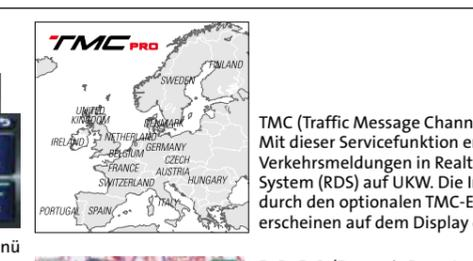 TMC PRO
FINLAND
SWEDEN
UNITED
KINGDOM
DENMARK
IRELAND
NETHERLAND
GERMANY
BELGIUM
CZECH
FRANCE
AUSTRIA
SWITZERLAND
HUNGARY
ITALY
PORTUGAL
SPAIN
TMC (Traffic Message Chann
Mit dieser Servicefunktion e
Verkehrsmeldungen in Realt
System (RDS) auf UKW. Die I
durch den optionalen TMC-E
erscheinen auf dem Display
nü